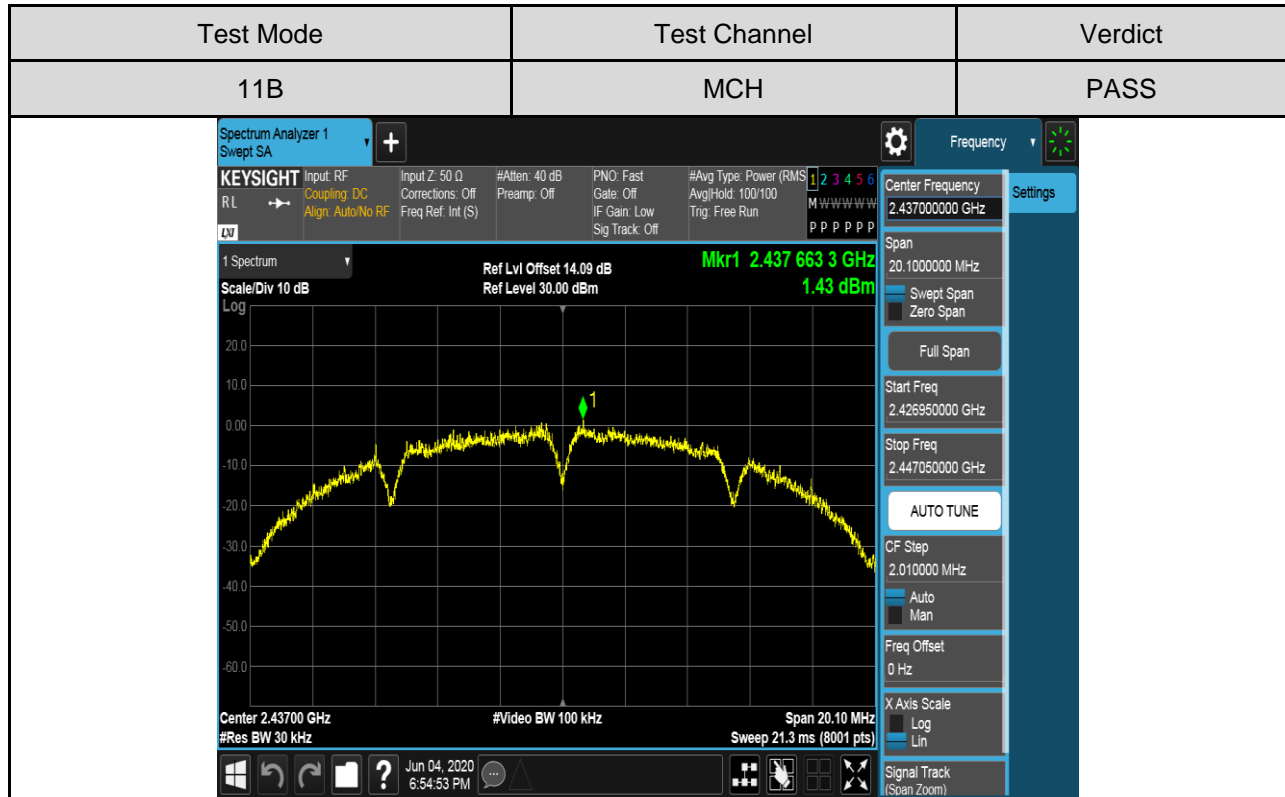 Test Mode Test Channel Verdict
11B MCH PASS
Spectrum Analyzer 1
Swept SA
+
Frequency
KEYSIGHT
RL
LXI
Input: RF
Coupling: DC
Align: Auto/No RF
Input Z: 50 Ω
Corrections: Off
Freq Ref: Int (S)
#Atten: 40 dB
Preamp: Off
PNO: Fast
Gate: Off
IF Gain: Low
Sig Track: Off
#Avg Type: Power (RMS
Avg|Hold: 100/100
Trig: Free Run
1 2 3 4 5 6
M W W W W W
P P P P P P
1 Spectrum
Scale/Div 10 dB
Ref Lvl Offset 14.09 dB
Ref Level 30.00 dBm
Mkr1 2.437 663 3 GHz
1.43 dBm
Log
20.0
10.0
0.00
-10.0
-20.0
-30.0
-40.0
-50.0
-60.0
1
Center 2.43700 GHz
#Res BW 30 kHz
#Video BW 100 kHz
Span 20.10 MHz
Sweep 21.3 ms (8001 pts)
Center Frequency
2.437000000 GHz
Settings
Span
20.1000000 MHz
Swept Span
Zero Span
Full Span
Start Freq
2.426950000 GHz
Stop Freq
2.447050000 GHz
AUTO TUNE
CF Step
2.010000 MHz
Auto
Man
Freq Offset
0 Hz
X Axis Scale
Log
Lin
Signal Track
(Span Zoom)
?
Jun 04, 2020
6:54:53 PM